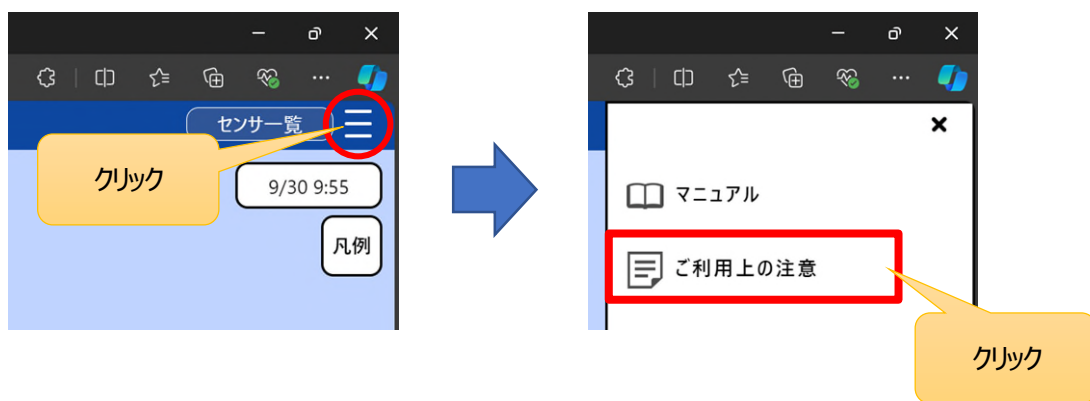 センサ一覧
クリック
9/30 9:55
凡例
マニュアル
ご利用上の注意
クリック